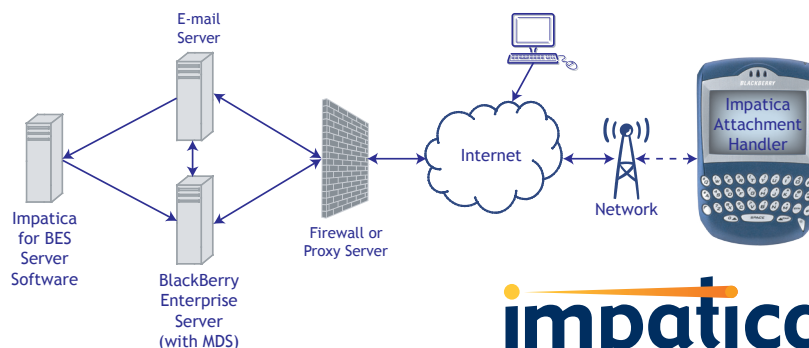 E-mail
Server
Impatica
for BES
Server
Software
BlackBerry
Enterprise
Server
(with MDS)
Firewall or
Proxy Server
Internet
Network
BLACKBERRY
Impatica
Attachment
Handler
SPACE
impatica